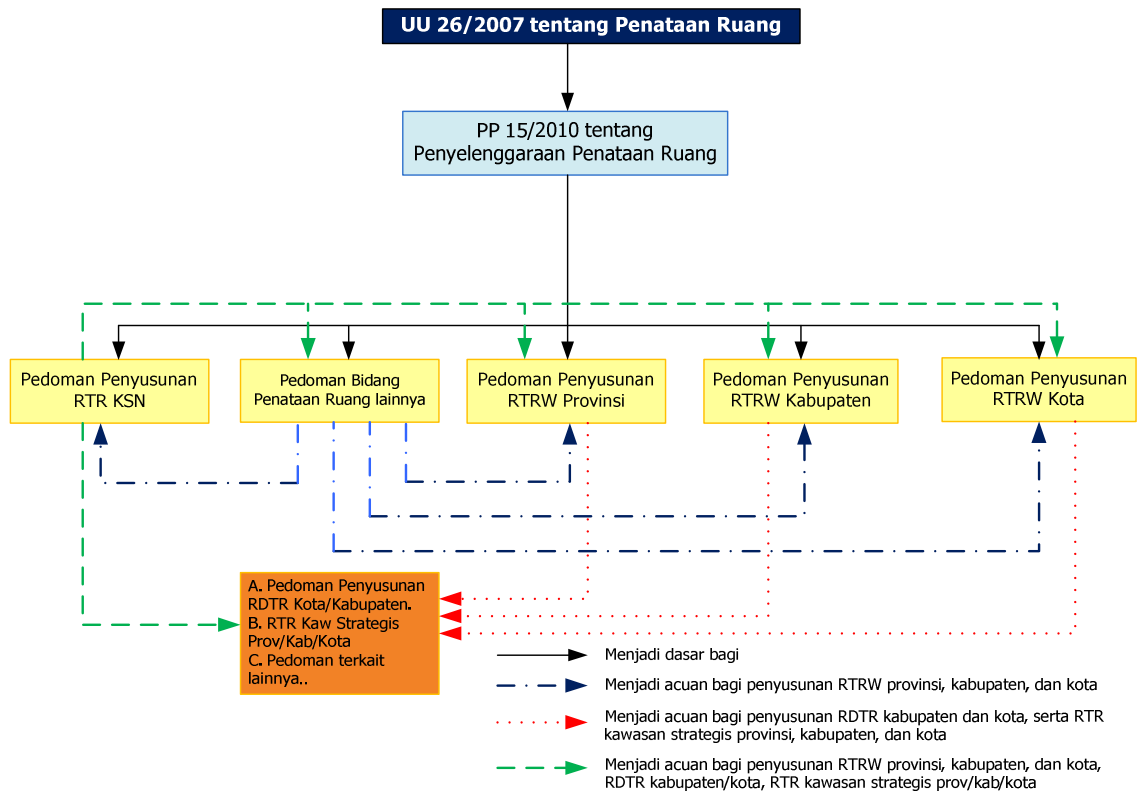 UU 26/2007 tentang Penataan Ruang
PP 15/2010 tentang
Penyelenggaraan Penataan Ruang
Pedoman Penyusunan
RTR KSN
Pedoman Bidang
Penataan Ruang lainnya
Pedoman Penyusunan
RTRW Provinsi
Pedoman Penyusunan
RTRW Kabupaten
Pedoman Penyusunan
RTRW Kota
A. Pedoman Penyusunan
RDTR Kota/Kabupaten.
B. RTR Kaw Strategis
Prov/Kab/Kota
C. Pedoman terkait
lainnya..
Menjadi dasar bagi
Menjadi acuan bagi penyusunan RTRW provinsi, kabupaten, dan kota
Menjadi acuan bagi penyusunan RDTR kabupaten dan kota, serta RTR
kawasan strategis provinsi, kabupaten, dan kota
Menjadi acuan bagi penyusunan RTRW provinsi, kabupaten, dan kota,
RDTR kabupaten/kota, RTR kawasan strategis prov/kab/kota